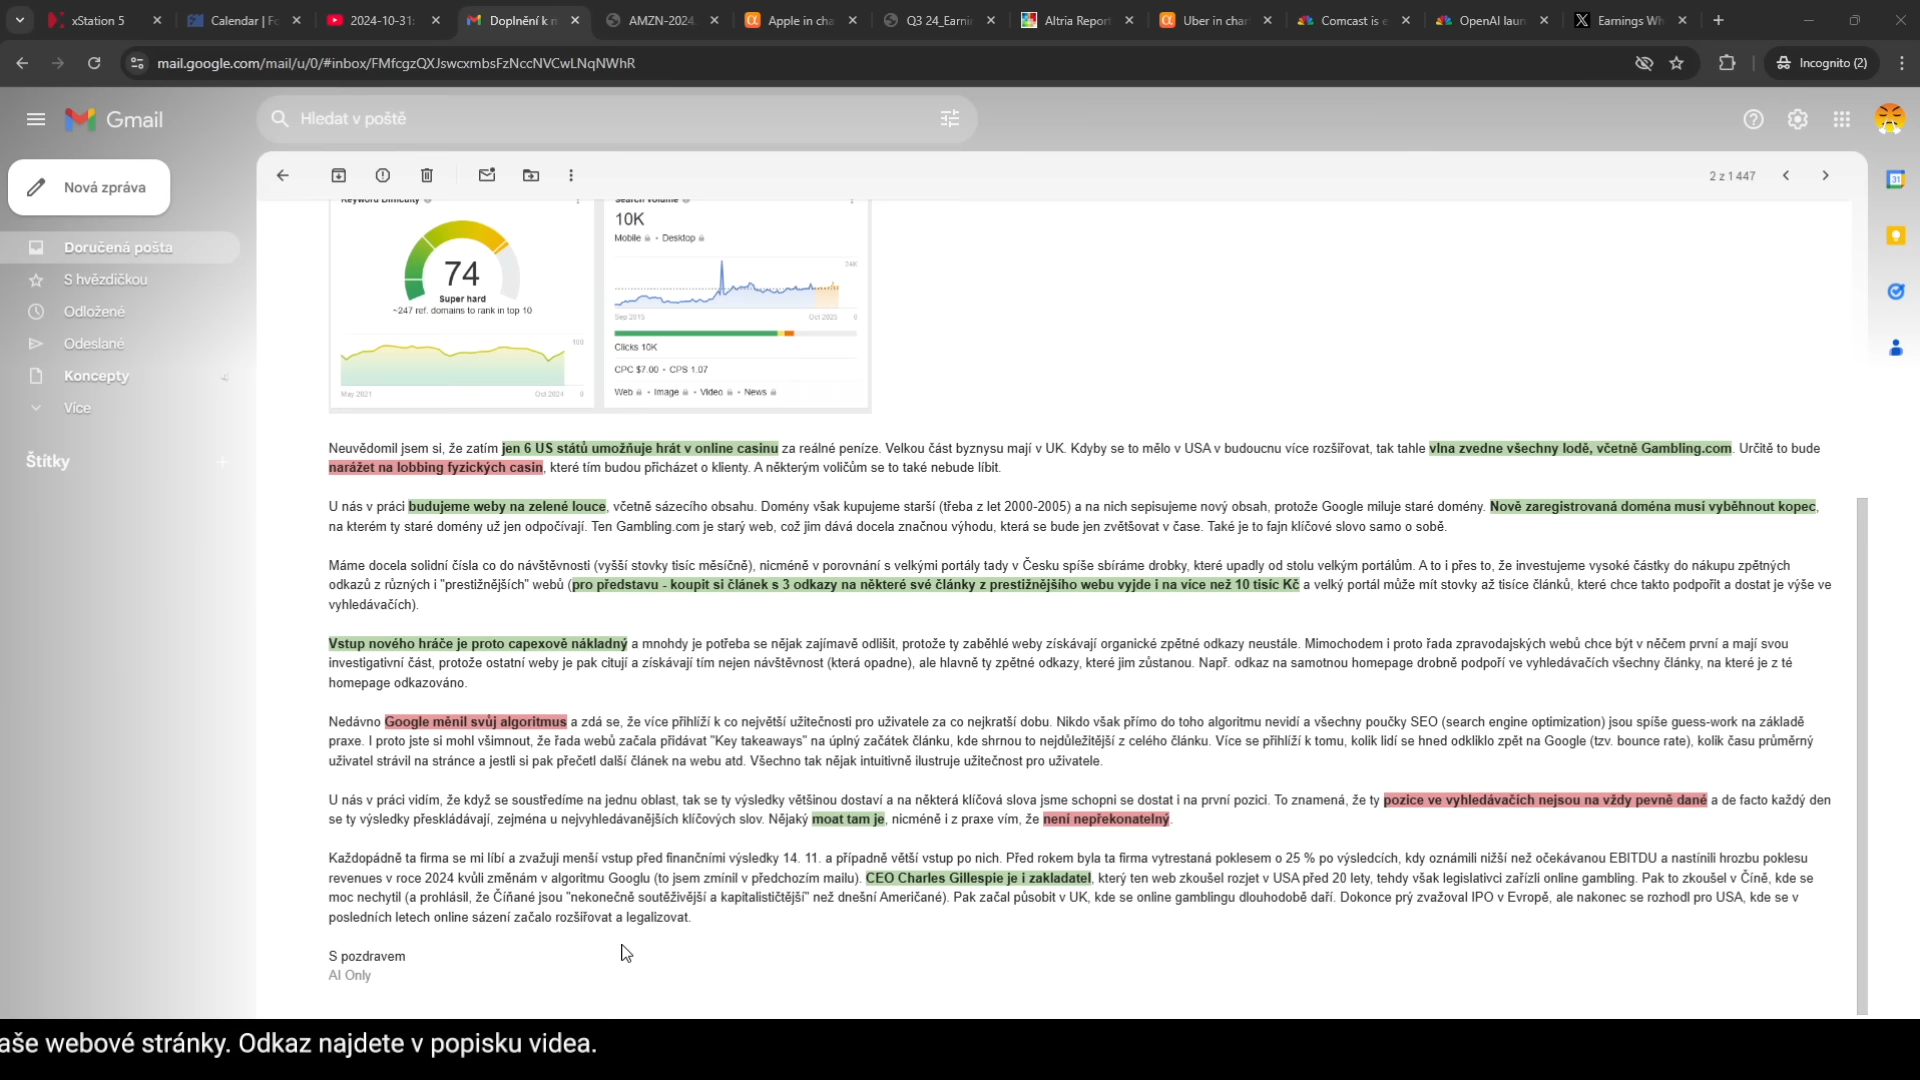 xStation 5
Calendar | Fo
2024-10-31:
Doplnění k n
AMZN-2024
Apple in cha
Q3 24_Earnin
Altria Report
Uber in char
Comcast is e
OpenAI laun
Earnings Wh
mail.google.com/mail/u/0/#inbox/FMfcgzQXJswcxmbsFzNccNVCwLNqNWhR
Incognito (2)
Gmail
Hledat v poště
Nová zpráva
2 z 1 447
Doručená pošta
S hvězdičkou
Odložené
Odeslané
Koncepty 4
Více
Štítky
Keyword Difficulty
74
Super hard
~247 ref. domains to rank in top 10
100
May 2021 Oct 2024 0
Search volume
10K
Mobile • Desktop
24K
Sep 2015 Oct 2025 0
Clicks 10K
CPC $7.00 • CPS 1.07
Web • Image • Video • News
Neuvědomil jsem si, že zatím jen 6 US států umožňuje hrát v online casinu za reálné peníze. Velkou část byznysu mají v UK. Kdyby se to mělo v USA v budoucnu více rozšiřovat, tak tahle vlna zvedne všechny lodě, včetně Gambling.com. Určitě to bude
narážet na lobbing fyzických casin, které tím budou přicházet o klienty. A některým voličům se to také nebude líbit.
U nás v práci budujeme weby na zelené louce, včetně sázecího obsahu. Domény však kupujeme starší (třeba z let 2000-2005) a na nich sepisujeme nový obsah, protože Google miluje staré domény. Nově zaregistrovaná doména musí vyběhnout kopec,
na kterém ty staré domény už jen odpočívají. Ten Gambling.com je starý web, což jim dává docela značnou výhodu, která se bude jen zvětšovat v čase. Také je to fajn klíčové slovo samo o sobě.
Máme docela solidní čísla co do návštěvnosti (vyšší stovky tisíc měsíčně), nicméně v porovnání s velkými portály tady v Česku spíše sbíráme drobky, které upadly od stolu velkým portálům. A to i přes to, že investujeme vysoké částky do nákupu zpětných
odkazů z různých i "prestižnějších" webů (pro představu - koupit si článek s 3 odkazy na některé své články z prestižnějšího webu vyjde i na více než 10 tisíc Kč a velký portál může mít stovky až tisíce článků, které chce takto podpořit a dostat je výše ve
vyhledávačích).
Vstup nového hráče je proto capexově nákladný a mnohdy je potřeba se nějak zajímavě odlišit, protože ty zaběhlé weby získávají organické zpětné odkazy neustále. Mimochodem i proto řada zpravodajských webů chce být v něčem první a mají svou
investigativní část, protože ostatní weby je pak citují a získávají tím nejen návštěvnost (která opadne), ale hlavně ty zpětné odkazy, které jim zůstanou. Např. odkaz na samotnou homepage drobně podpoří ve vyhledávačích všechny články, na které je z té
homepage odkazováno.
Nedávno Google měnil svůj algoritmus a zdá se, že více přihlíží k co největší užitečnosti pro uživatele za co nejkratší dobu. Nikdo však přímo do toho algoritmu nevidí a všechny poučky SEO (search engine optimization) jsou spíše guess-work na základě
praxe. I proto jste si mohl všimnout, že řada webů začala přidávat "Key takeaways" na úplný začátek článku, kde shrnou to nejdůležitější z celého článku. Více se přihlíží k tomu, kolik lidí se hned odkliklo zpět na Google (tzv. bounce rate), kolik času průměrný
uživatel strávil na stránce a jestli si pak přečetl další článek na webu atd. Všechno tak nějak intuitivně ilustruje užitečnost pro uživatele.
U nás v práci vidím, že když se soustředíme na jednu oblast, tak se ty výsledky většinou dostaví a na některá klíčová slova jsme schopni se dostat i na první pozici. To znamená, že ty pozice ve vyhledávačích nejsou na vždy pevně dané a de facto každý den
se ty výsledky přeskládávají, zejména u nejvyhledávanějších klíčových slov. Nějaký moat tam je, nicméně i z praxe vím, že není nepřekonatelný.
Každopádně ta firma se mi líbí a zvažuji menší vstup před finančními výsledky 14. 11. a případně větší vstup po nich. Před rokem byla ta firma vytrestaná poklesem o 25 % po výsledcích, kdy oznámili nižší než očekávanou EBITDU a nastínili hrozbu poklesu
revenues v roce 2024 kvůli změnám v algoritmu Googlu (to jsem zmínil v předchozím mailu). CEO Charles Gillespie je i zakladatel, který ten web zkoušel rozjet v USA před 20 lety, tehdy však legislativci zařízli online gambling. Pak to zkoušel v Číně, kde se
moc nechytil (a prohlásil, že Číňané jsou "nekonečně soutěživější a kapitalističtější" než dnešní Američané). Pak začal působit v UK, kde se online gamblingu dlouhodobě daří. Dokonce prý zvažoval IPO v Evropě, ale nakonec se rozhodl pro USA, kde se v
posledních letech online sázení začalo rozšiřovat a legalizovat.
S pozdravem
AI Only
aše webové stránky. Odkaz najdete v popisku videa.